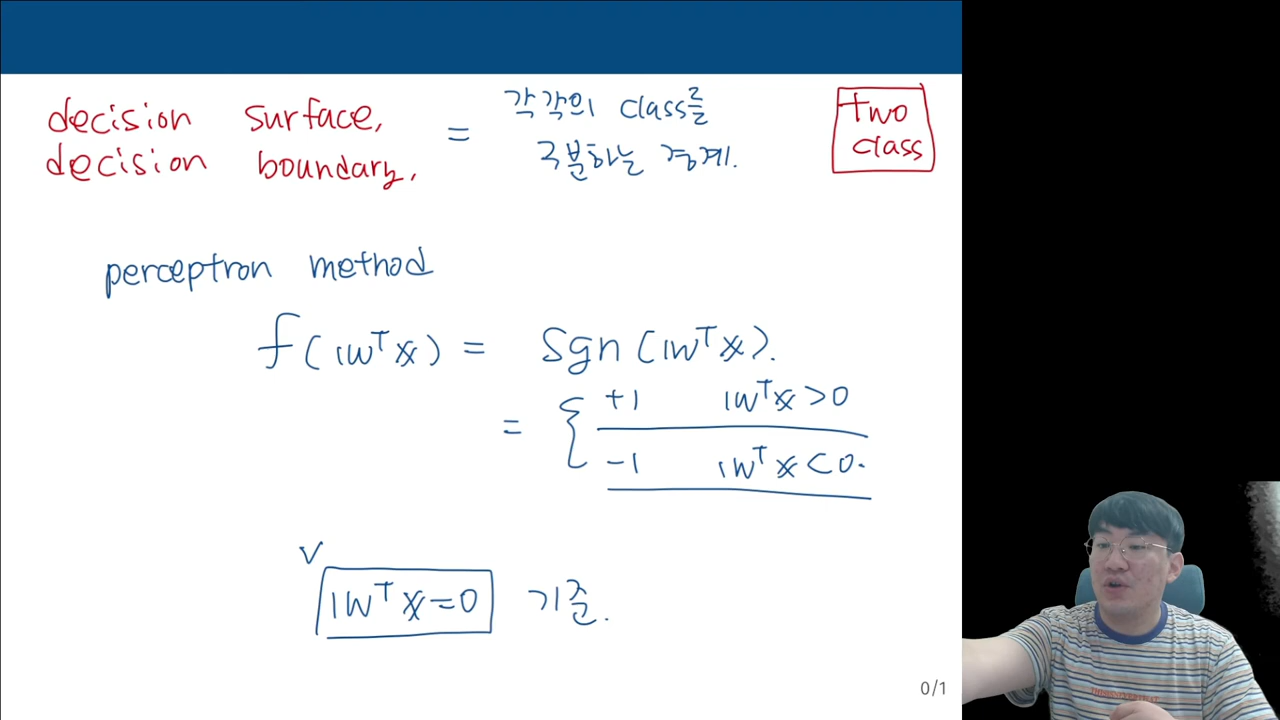 decision surface,
decision boundary,
=
각각의 class를
구분하는 경계.
two
class
perceptron method
f(𝕨ᵀ𝕩) = Sgn(𝕨ᵀ𝕩).
= { +1 𝕨ᵀ𝕩>0
-1 𝕨ᵀ𝕩<0.
V
𝕨ᵀ𝕩=0 기준.
0/1